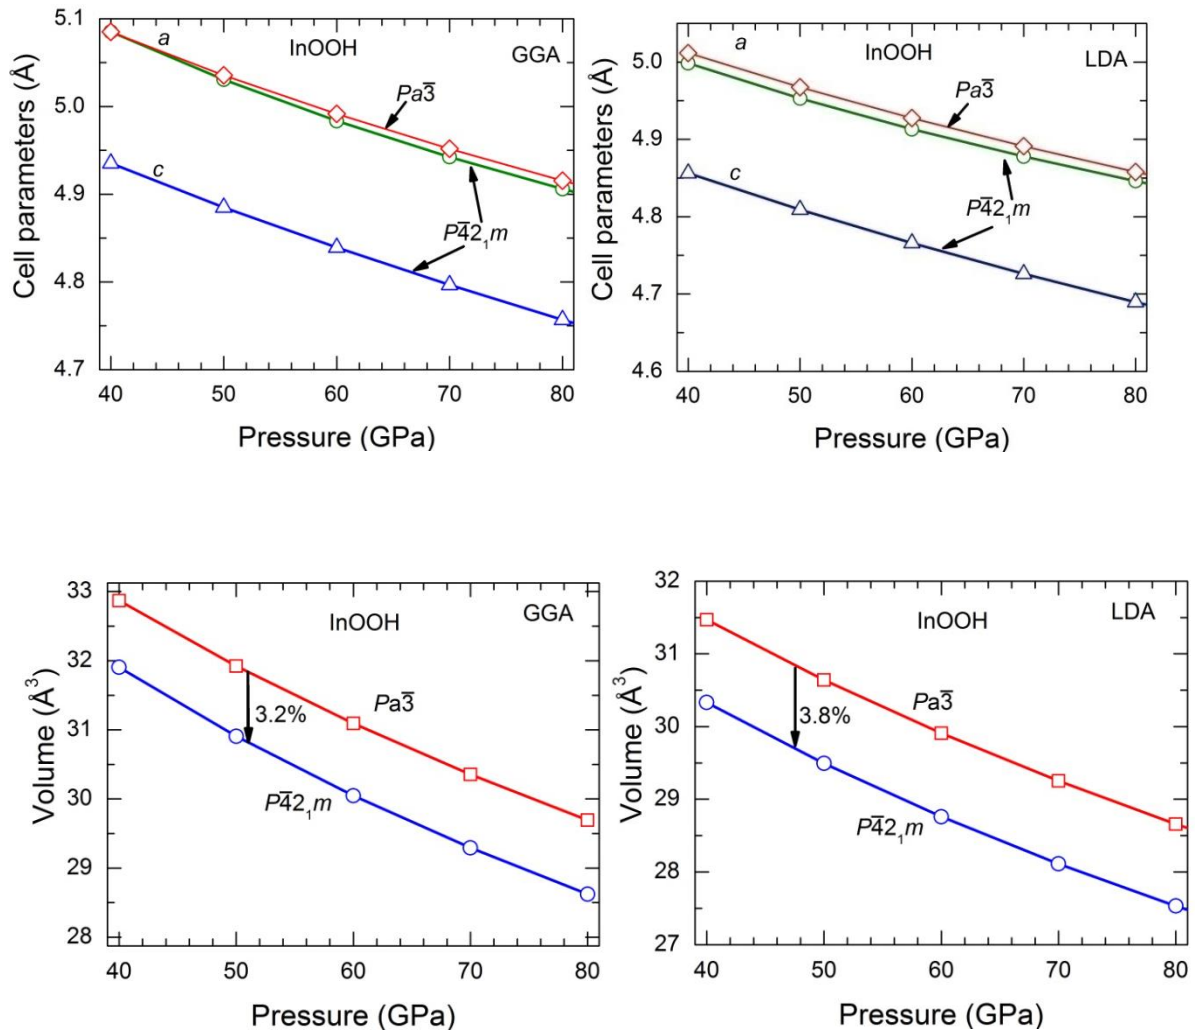 5.1
a
InOOH
GGA
5.0
Pa3̅
4.9
c
P4̅2₁m
4.8
4.7
40 50 60 70 80
Cell parameters (Å)
Pressure (GPa)
a
InOOH
LDA
5.0
Pa3̅
4.9
c
4.8
P4̅2₁m
4.7
4.6
40 50 60 70 80
Cell parameters (Å)
Pressure (GPa)
33
InOOH
GGA
32
Pa3̅
3.2%
31
30
P4̅2₁m
29
28
40 50 60 70 80
Volume (Å³)
Pressure (GPa)
32
InOOH
LDA
31
Pa3̅
3.8%
30
29
P4̅2₁m
28
27
40 50 60 70 80
Volume (Å³)
Pressure (GPa)